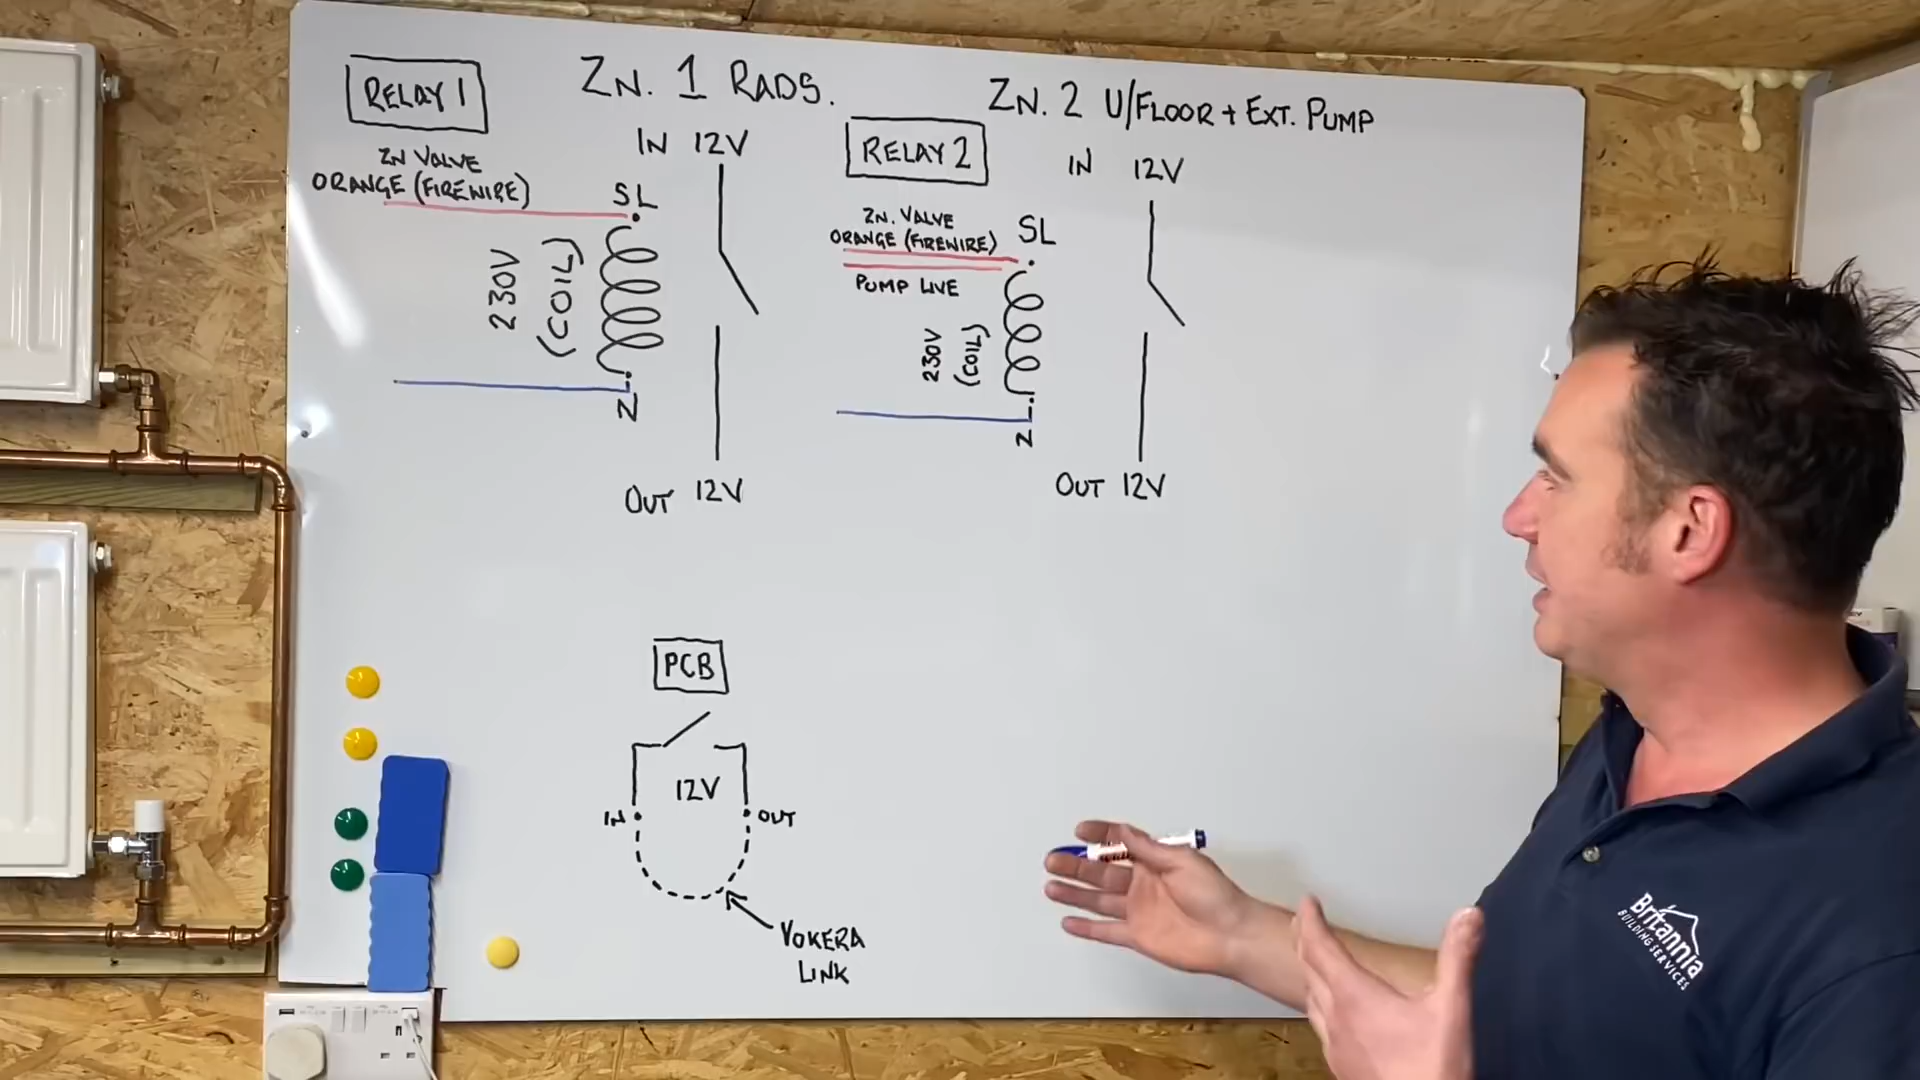 RELAY 1
ZN. 1 RADS.
ZN. 2 U/FLOOR + EXT. PUMP
IN 12V
ZN VALVE
ORANGE (FIREWIRE)
SL
230V
(COIL)
N
OUT 12V
RELAY 2
IN 12V
ZN. VALVE
ORANGE (FIREWIRE)
SL
PUMP LIVE
230V
(COIL)
N
OUT 12V
PCB
12V
IN
OUT
VOKERA
LINK
Britannia
BUILDING SERVICES